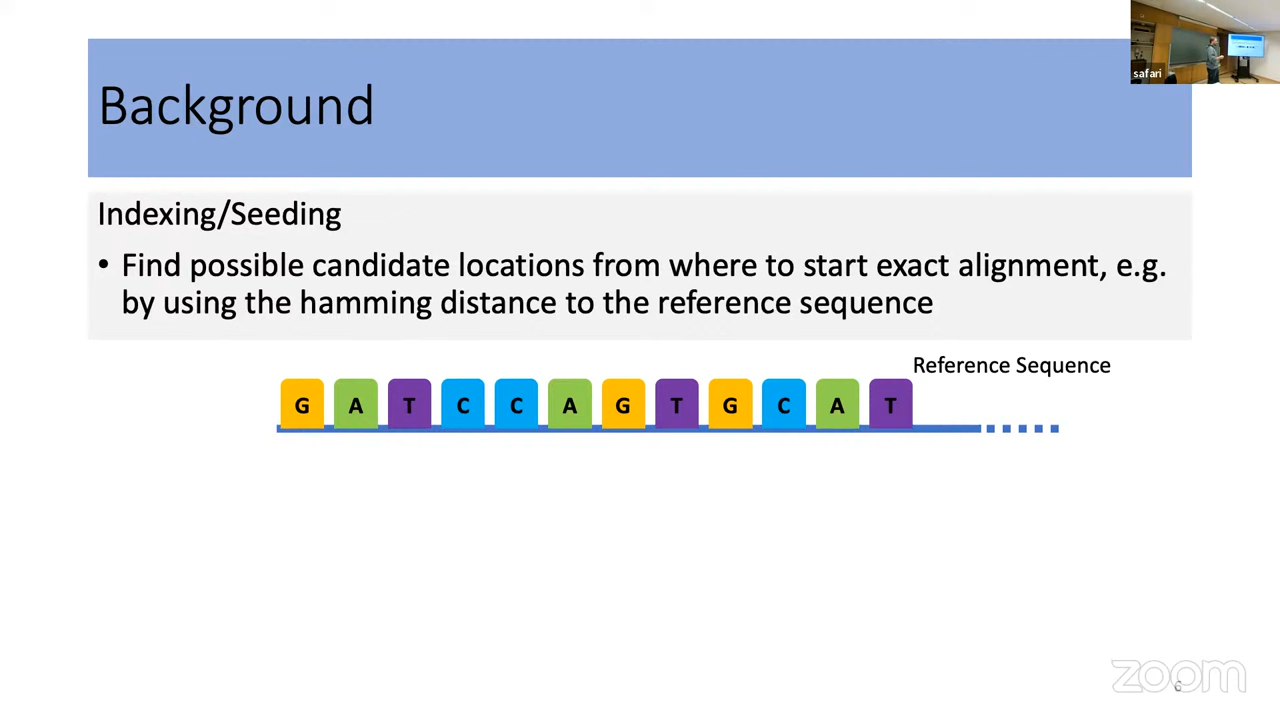 safari
Background
Indexing/Seeding
• Find possible candidate locations from where to start exact alignment, e.g.
by using the hamming distance to the reference sequence
Reference Sequence
G A T C C A G T G C A T
zoom
6